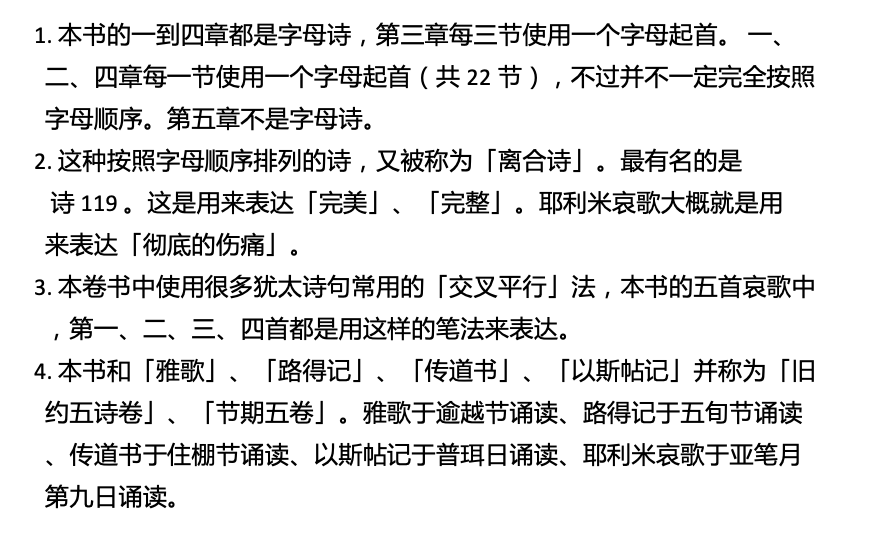 1. 本书的一到四章都是字母诗，第三章每三节使用一个字母起首。 一、
二、四章每一节使用一个字母起首（共 22 节），不过并不一定完全按照
字母顺序。第五章不是字母诗。
2. 这种按照字母顺序排列的诗，又被称为「离合诗」。最有名的是
诗 119 。这是用来表达「完美」、「完整」。耶利米哀歌大概就是用
来表达「彻底的伤痛」。
3. 本卷书中使用很多犹太诗句常用的「交叉平行」法，本书的五首哀歌中
，第一、二、三、四首都是用这样的笔法来表达。
4. 本书和「雅歌」、「路得记」、「传道书」、「以斯帖记」并称为「旧
约五诗卷」、「节期五卷」。雅歌于逾越节诵读、路得记于五旬节诵读
、传道书于住棚节诵读、以斯帖记于普珥日诵读、耶利米哀歌于亚笔月
第九日诵读。